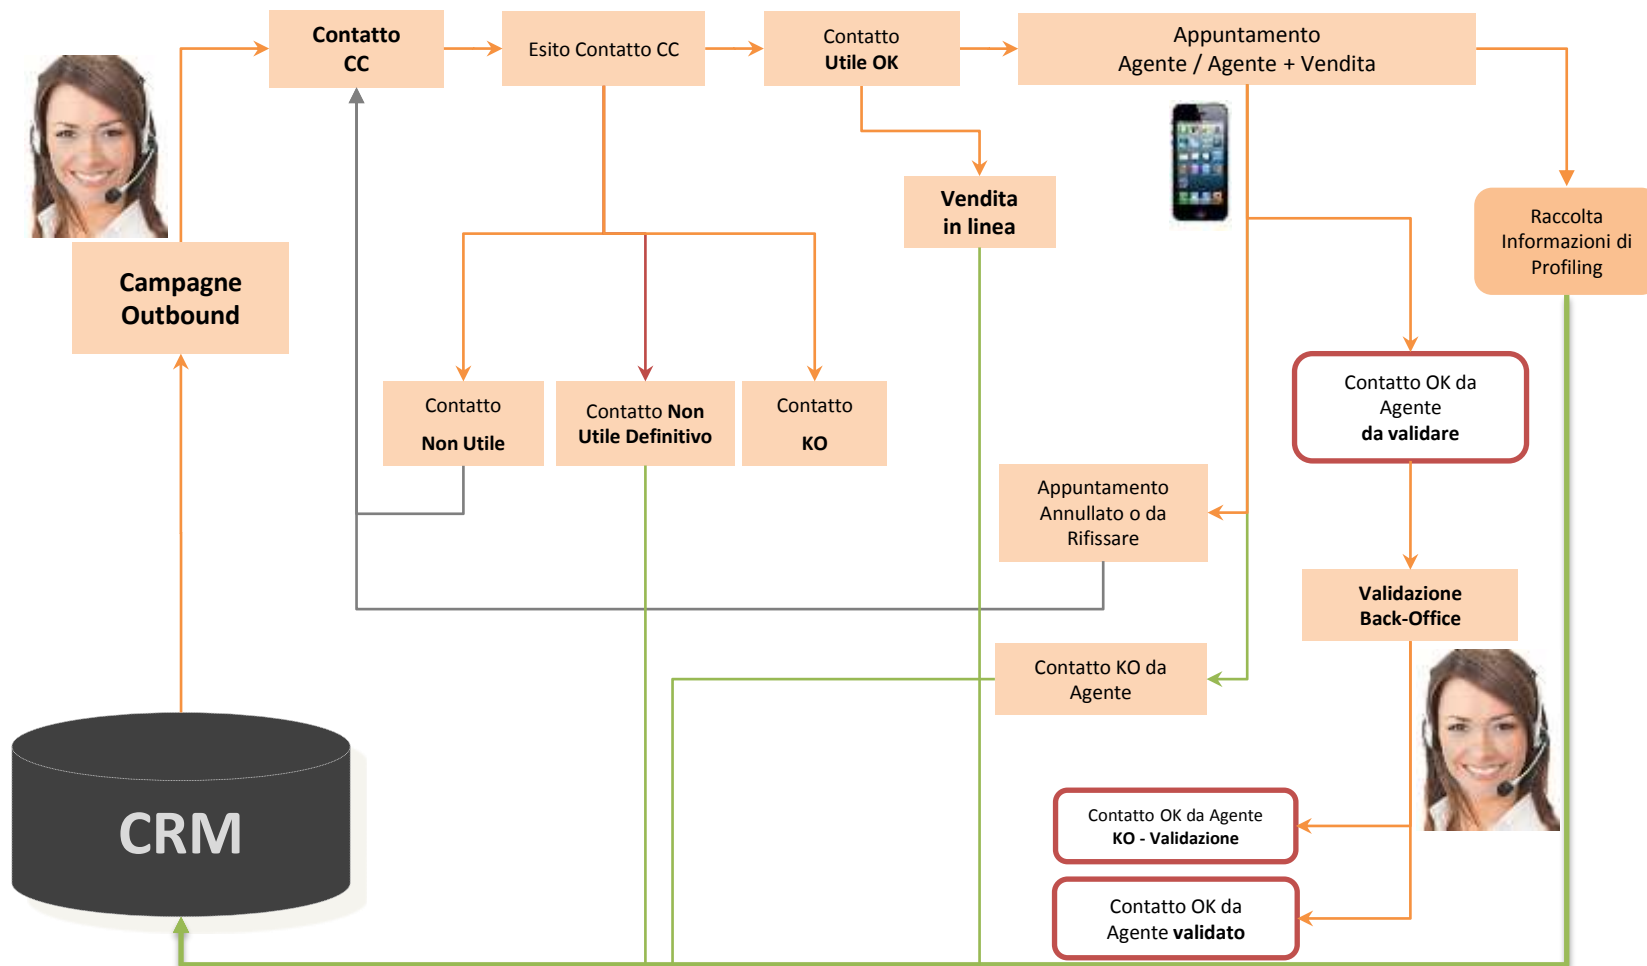 Contatto
CC
Esito Contatto CC
Contatto
Utile OK
Appuntamento
Agente / Agente + Vendita
Vendita
in linea
Raccolta
Informazioni di
Profiling
Campagne
Outbound
Contatto
Non Utile
Contatto Non
Utile Definitivo
Contatto
KO
Contatto OK da
Agente
da validare
Appuntamento
Annullato o da
Rifissare
Validazione
Back-Office
Contatto KO da
Agente
CRM
Contatto OK da Agente
KO - Validazione
Contatto OK da
Agente validato